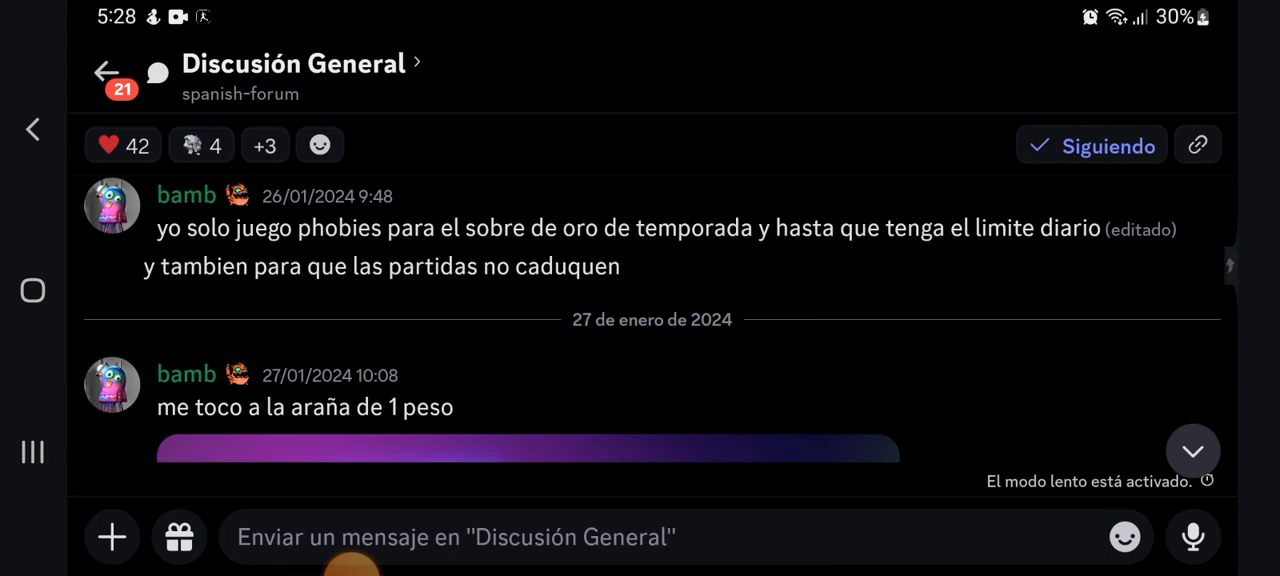 5:28
30%
Discusión General
21
spanish-forum
42
4
+3
Siguiendo
bamb 26/01/2024 9:48
yo solo juego phobies para el sobre de oro de temporada y hasta que tenga el limite diario (editado)
y tambien para que las partidas no caduquen
27 de enero de 2024
bamb 27/01/2024 10:08
me toco a la araña de 1 peso
El modo lento está activado.
Enviar un mensaje en "Discusión General"